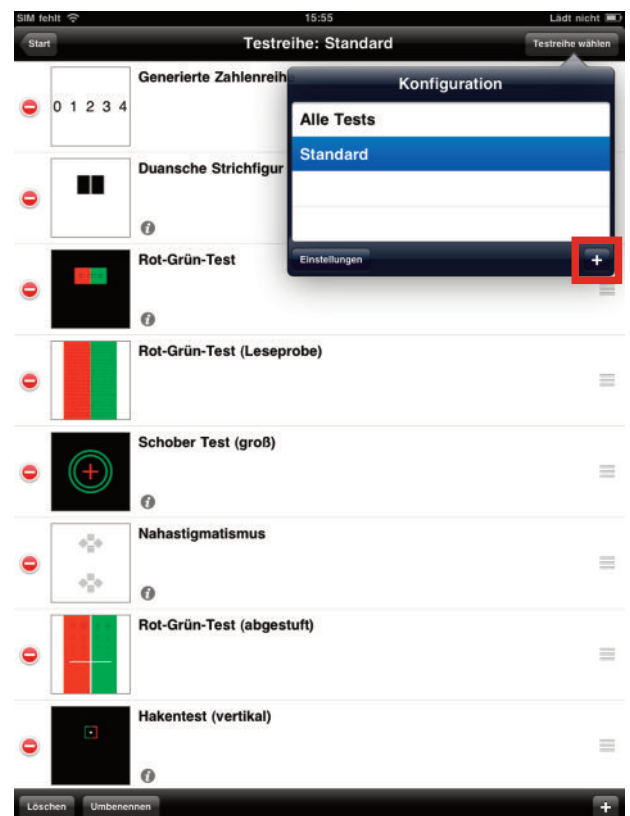 SIM fehlt 15:55 Lädt nicht
Start Testreihe: Standard Testreihe wählen
Generierte Zahlenreih
0 1 2 3 4
Konfiguration
Alle Tests
Standard
Einstellungen +
Duansche Strichfigur
Rot-Grün-Test
Rot-Grün-Test (Leseprobe)
Schober Test (groß)
Nahastigmatismus
Rot-Grün-Test (abgestuft)
Hakentest (vertikal)
Löschen Umbenennen +